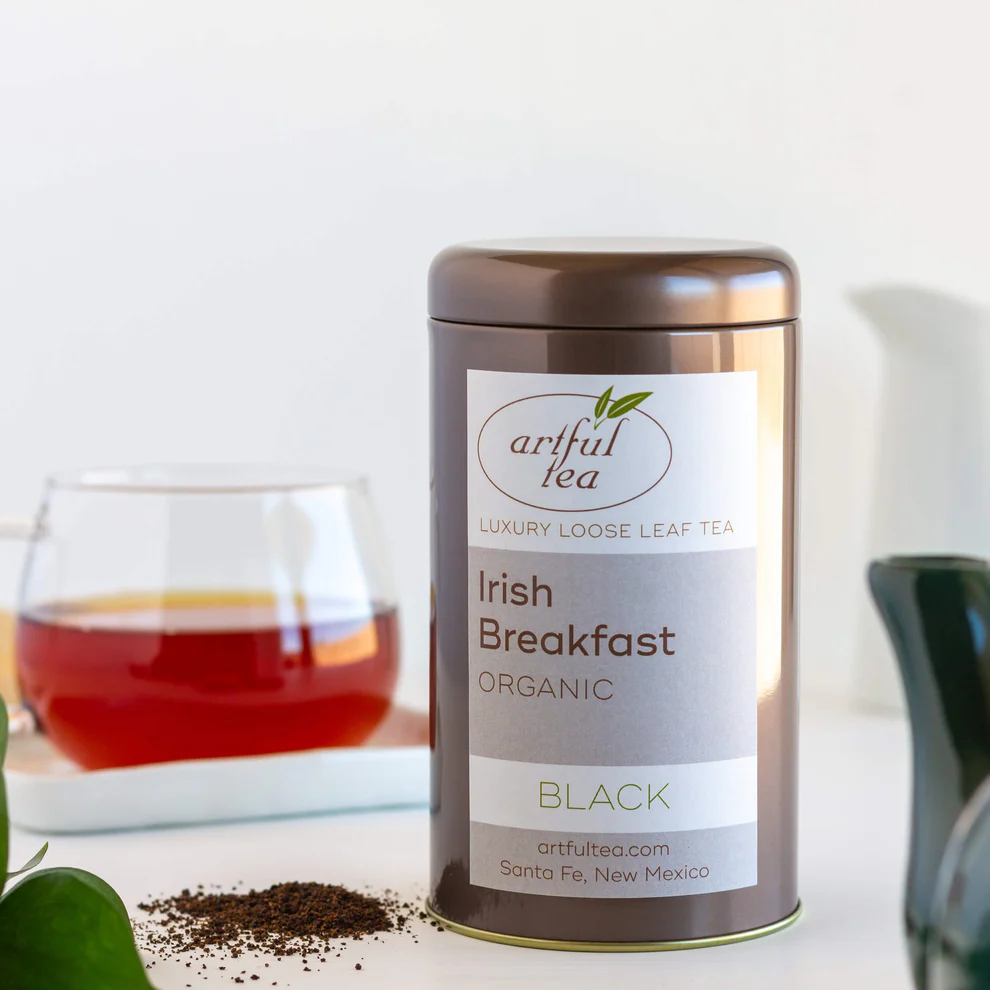 artful
tea
LUXURY LOOSE LEAF TEA
Irish
Breakfast
ORGANIC
BLACK
artfultea.com
Santa Fe, New Mexico